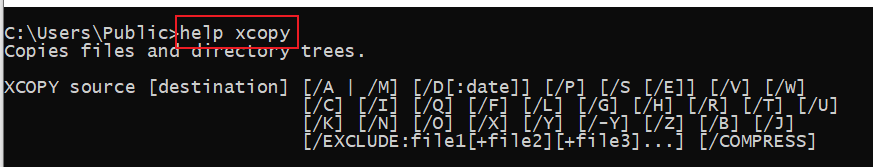 C:\Users\Public>help xcopy
Copies files and directory trees.
XCOPY source [destination] [/A | /M] [/D[:date]] [/P] [/S [/E]] [/V] [/W]
[/C] [/I] [/Q] [/F] [/L] [/G] [/H] [/R] [/T] [/U]
[/K] [/N] [/O] [/X] [/Y] [/-Y] [/Z] [/B] [/J]
[/EXCLUDE:file1[+file2][+file3]...] [/COMPRESS]